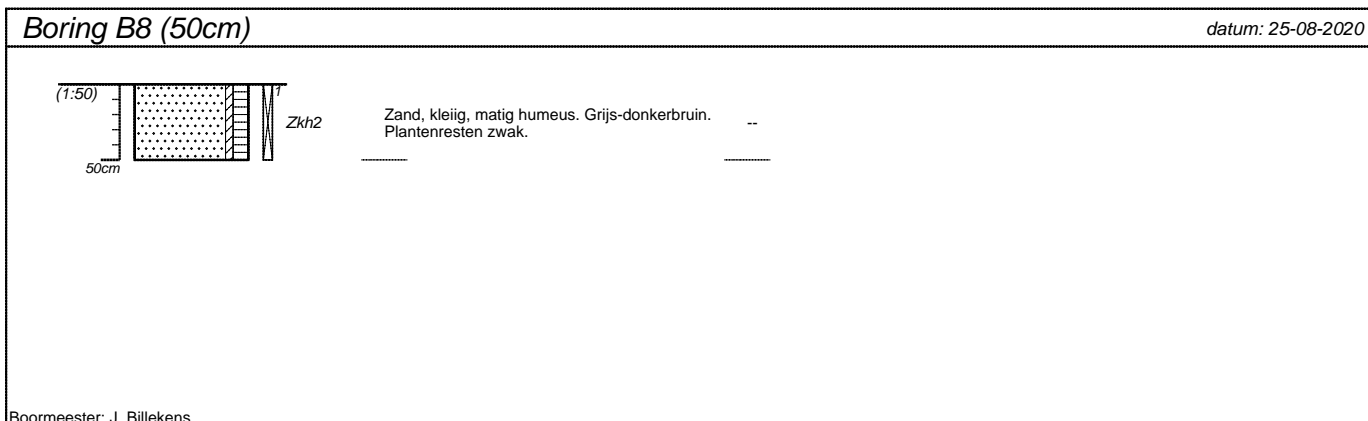 Boring B8 (50cm)
datum: 25-08-2020
(1:50)
1
Zkh2
Zand, kleiig, matig humeus. Grijs-donkerbruin.
Plantenresten zwak.
--
50cm
Boormeester: J. Billekens